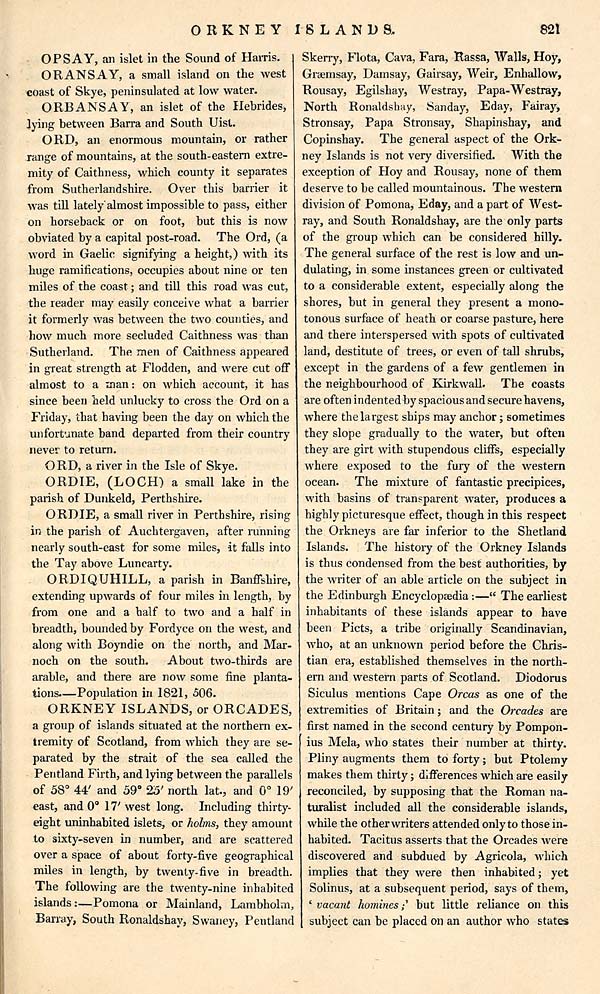 ORKNEY ISLANDS. 821
OPSAY, an islet in the Sound of Harris.
ORANSAY, a small island on the west
coast of Skye, peninsulated at low water.
ORBANSAY, an islet of the Hebrides,
lying between Barra and South Uist.
ORD, an enormous mountain, or rather
range of mountains, at the south-eastern extre-
mity of Caithness, which county it separates
from Sutherlandshire. Over this barrier it
was till lately almost impossible to pass, either
on horseback or on foot, but this is now
obviated by a capital post-road. The Ord, (a
word in Gaelic signifying a height,) with its
huge ramifications, occupies about nine or ten
miles of the coast; and till this road was cut,
the reader may easily conceive what a barrier
it formerly was between the two counties, and
how much more secluded Caithness was than
Sutherland. The men of Caithness appeared
in great strength at Flodden, and were cut off
almost to a man: on which account, it has
since been held unlucky to cross the Ord on a
Friday, that having been the day on which the
unfortunate band departed from their country
never to return.
ORD, a river in the Isle of Skye.
ORDIE, (LOCH) a small lake in the
parish of Dunkeld, Perthshire.
ORDIE, a small river in Perthshire, rising
in the parish of Auchtergaven, after running
nearly south-east for some miles, it falls into
the Tay above Luncarty.
ORDIQUHILL, a parish in Banffshire,
extending upwards of four miles in length, by
from one and a half to two and a half in
breadth, bounded by Fordyce on the west, and
along with Boyndie on the north, and Mar-
noch on the south. About two-thirds are
arable, and there are now some fine planta-
tions.—Population in 1821, 506.
ORKNEY ISLANDS, or ORCADES,
a group of islands situated at the northern ex-
tremity of Scotland, from which they are se-
parated by the strait of the sea called the
Pentland Firth, and lying between the parallels
of 58° 44′ and 59° 25′ north lat., and 0° 19′
east, and 0° 17′ west long. Including thirty-
eight uninhabited islets, or holms, they amount
to sixty-seven in number, and are scattered
over a space of about forty-five geographical
miles in length, by twenty-five in breadth.
The following are the twenty-nine inhabited
islands:—Pomona or Mainland, Lambholm,
Barray, South Ronaldshay, Swaney, Pentland
Skerry, Flota, Cava, Fara, Rassa, Walls, Hoy,
Græmsay, Damsay, Gairsay, Weir, Enhallow,
Rousay, Egilshay, Westray, Papa-Westray,
North Ronaldshay, Sanday, Eday, Fairay,
Stronsay, Papa Stronsay, Shapinshay, and
Copinshay. The general aspect of the Ork-
ney Islands is not very diversified. With the
exception of Hoy and Rousay, none of them
deserve to be called mountainous. The western
division of Pomona, Eday, and a part of West-
ray, and South Ronaldshay, are the only parts
of the group which can be considered hilly.
The general surface of the rest is low and un-
dulating, in some instances green or cultivated
to a considerable extent, especially along the
shores, but in general they present a mono-
tonous surface of heath or coarse pasture, here
and there interspersed with spots of cultivated
land, destitute of trees, or even of tall shrubs,
except in the gardens of a few gentlemen in
the neighbourhood of Kirkwall. The coasts
are often indented by spacious and secure havens,
where the largest ships may anchor; sometimes
they slope gradually to the water, but often
they are girt with stupendous cliffs, especially
where exposed to the fury of the western
ocean. The mixture of fantastic precipices,
with basins of transparent water, produces a
highly picturesque effect, though in this respect
the Orkneys are far inferior to the Shetland
Islands. The history of the Orkney Islands
is thus condensed from the best authorities, by
the writer of an able article on the subject in
the Edinburgh Encyclopædia:—“ The earliest
inhabitants of these islands appear to have
been Picts, a tribe originally Scandinavian,
who, at an unknown period before the Chris-
tian era, established themselves in the north-
ern and western parts of Scotland. Diodorus
Siculus mentions Cape Orcas as one of the
extremities of Britain; and the Orcades are
first named in the second century by Pompon-
ius Mela, who states their number at thirty.
Pliny augments them to forty; but Ptolemy
makes them thirty; differences which are easily
reconciled, by supposing that the Roman na-
turalist included all the considerable islands,
while the other writers attended only to those in-
habited. Tacitus asserts that the Orcades were
discovered and subdued by Agricola, which
implies that they were then inhabited; yet
Solinus, at a subsequent period, says of them,
‘ vacant homines;’ but little reliance on this
subject can be placed on an author who states